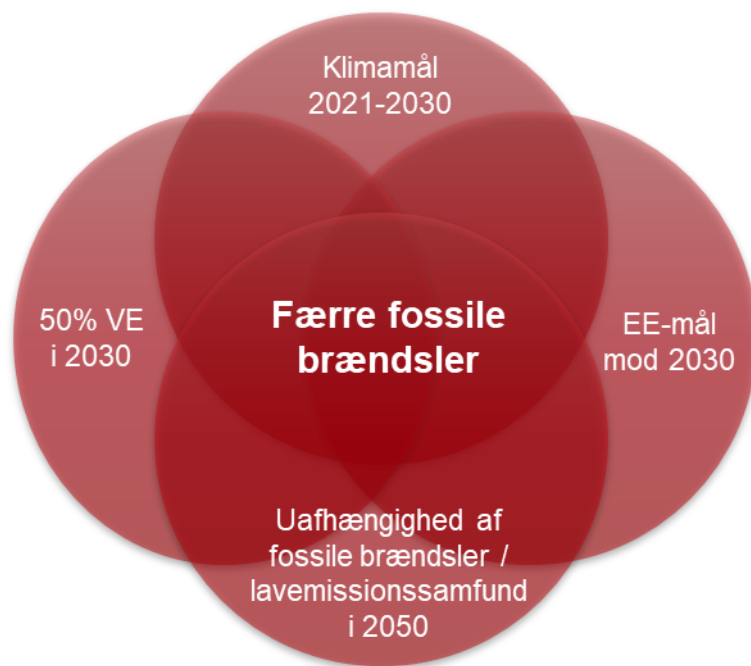 Klimamål
2021-2030
50% VE
i 2030
Færre fossile
brændsler
EE-mål
mod 2030
Uafhængighed af
fossile brændsler /
lavemissionssamfund
i 2050